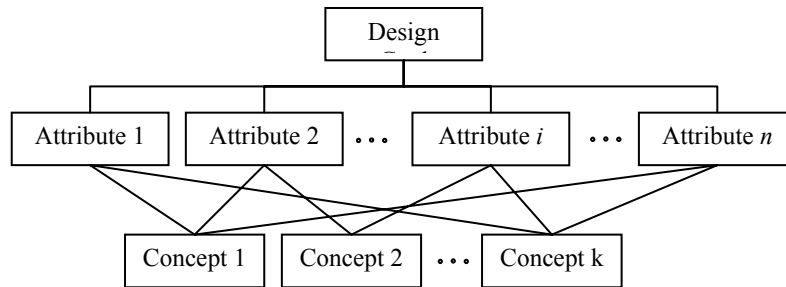 Design
Attribute 1 Attribute 2 ... Attribute i ... Attribute n
Concept 1 Concept 2 ... Concept k